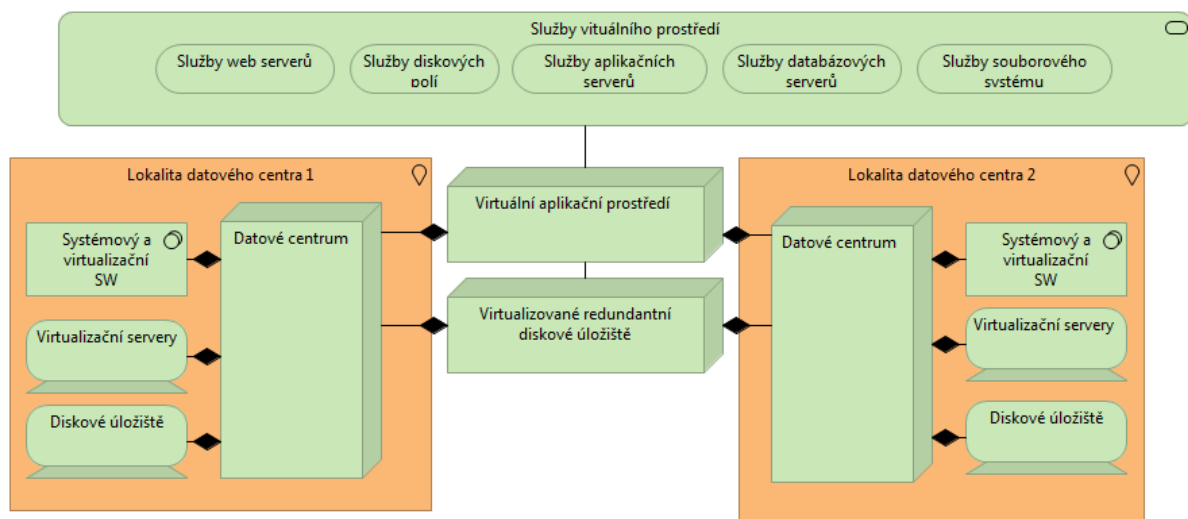 Služby vituálního prostředí
Služby web serverů
Služby diskových
polí
Služby aplikačních
serverů
Služby databázových
serverů
Služby souborového
systému
Lokalita datového centra 1
Systémový a
virtualizační
SW
Virtualizační servery
Diskové úložiště
Datové centrum
Virtuální aplikační prostředí
Virtualizované redundantní
diskové úložiště
Lokalita datového centra 2
Datové centrum
Systémový a
virtualizační
SW
Virtualizační servery
Diskové úložiště